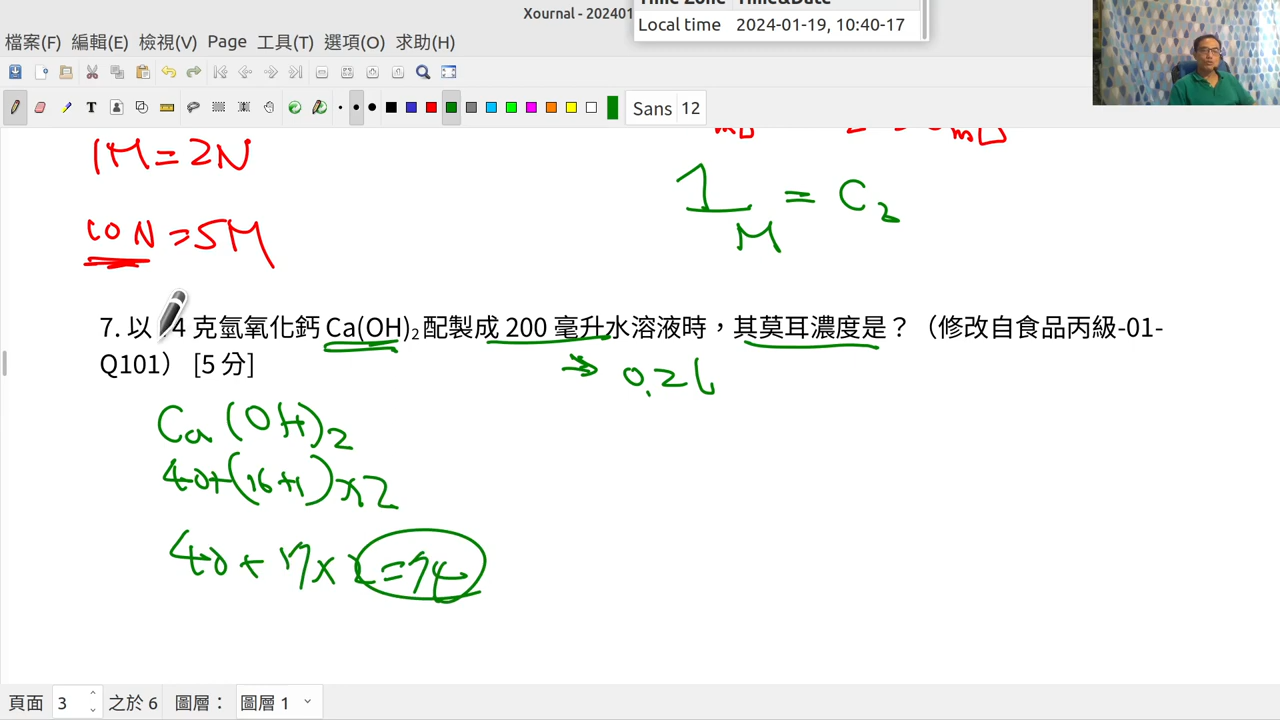 Xournal - 20240
Time Zone Time&Date
Local time 2024-01-19, 10:40-17
檔案(F) 編輯(E) 檢視(V) Page 工具(T) 選項(O) 求助(H)
Sans 12
1M=2N
10N=5M
1 M = C2
7. 以 4 克氫氧化鈣 Ca(OH)₂ 配製成 200 毫升水溶液時，其莫耳濃度是？（修改自食品丙級-01-
Q101） [5 分]
→ 0.2L
Ca(OH)2
40+(16+1)×2
40+17×2=74
頁面 3 之於 6 圖層： 圖層 1